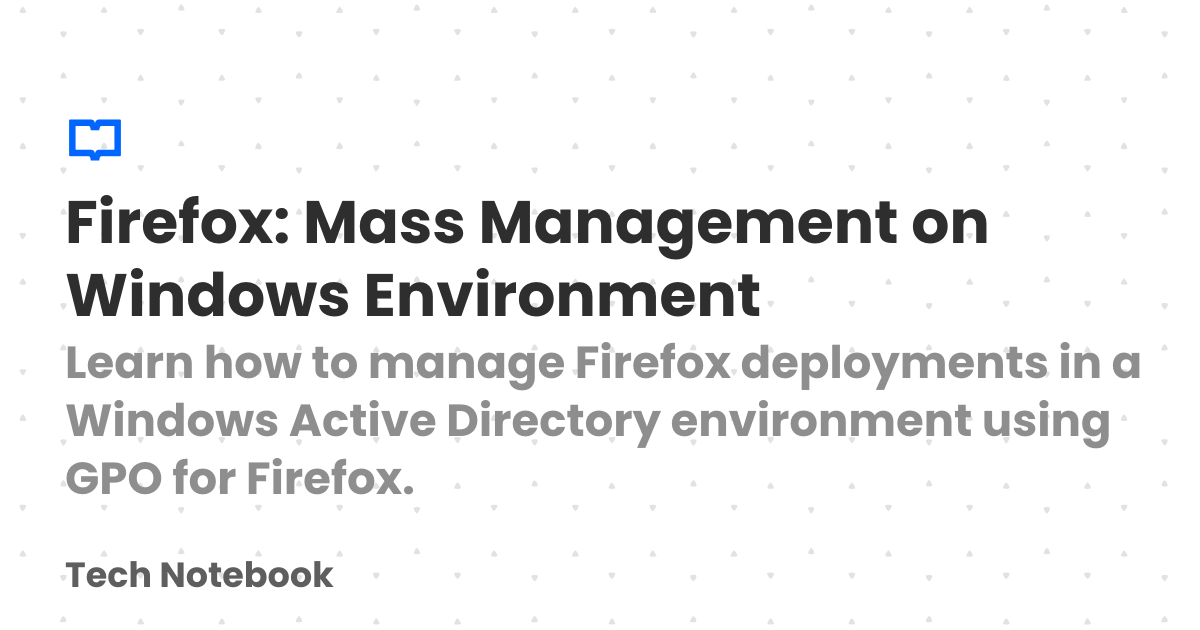 Firefox: Mass Management on
Windows Environment
Learn how to manage Firefox deployments in a
Windows Active Directory environment using
GPO for Firefox.
Tech Notebook